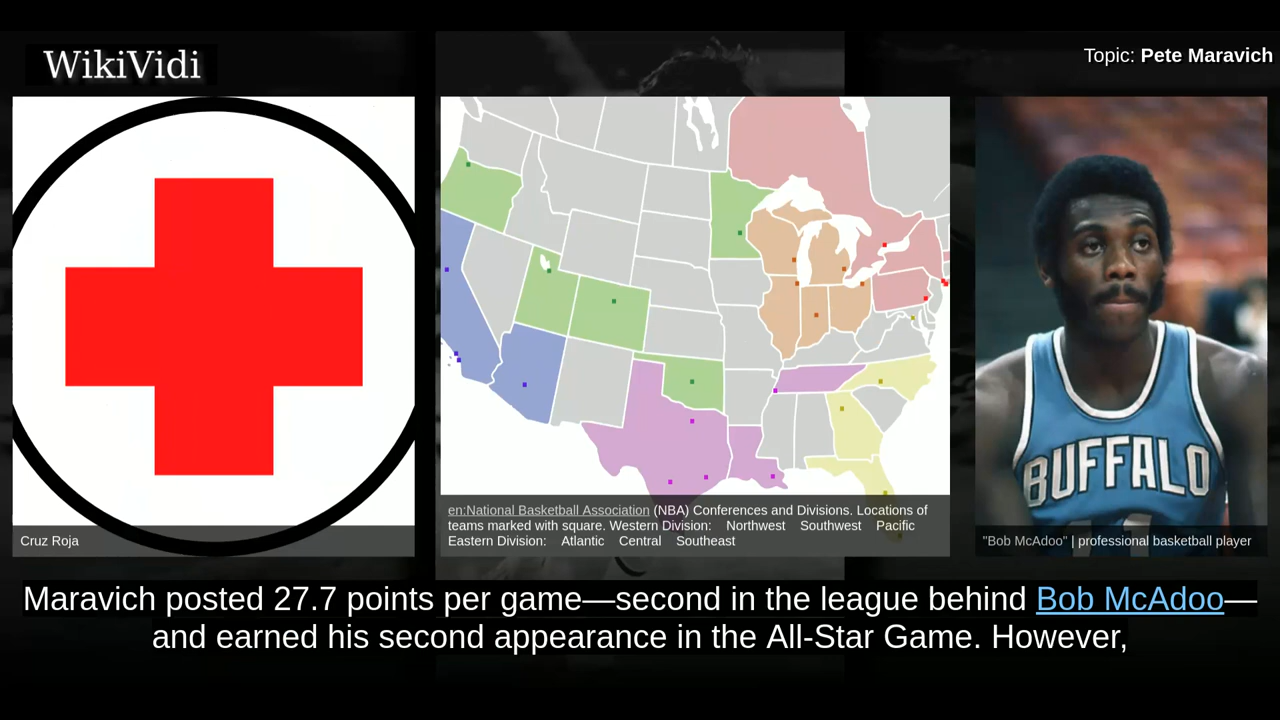 WikiVidi
Topic: Pete Maravich
BUFFALO
Cruz Roja
en:National Basketball Association (NBA) Conferences and Divisions. Locations of
teams marked with square. Western Division: Northwest Southwest Pacific
Eastern Division: Atlantic Central Southeast
"Bob McAdoo" | professional basketball player
Maravich posted 27.7 points per game—second in the league behind Bob McAdoo—
and earned his second appearance in the All-Star Game. However,